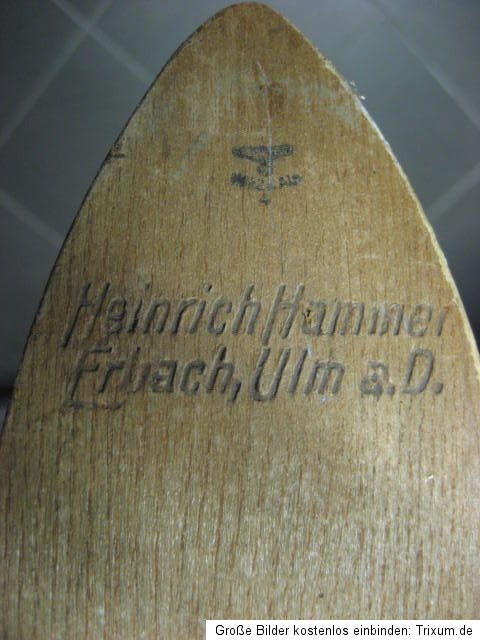 Heinrich Hammer
Erbach, Ulm a.D.
Große Bilder kostenlos einbinden: Trixum.de